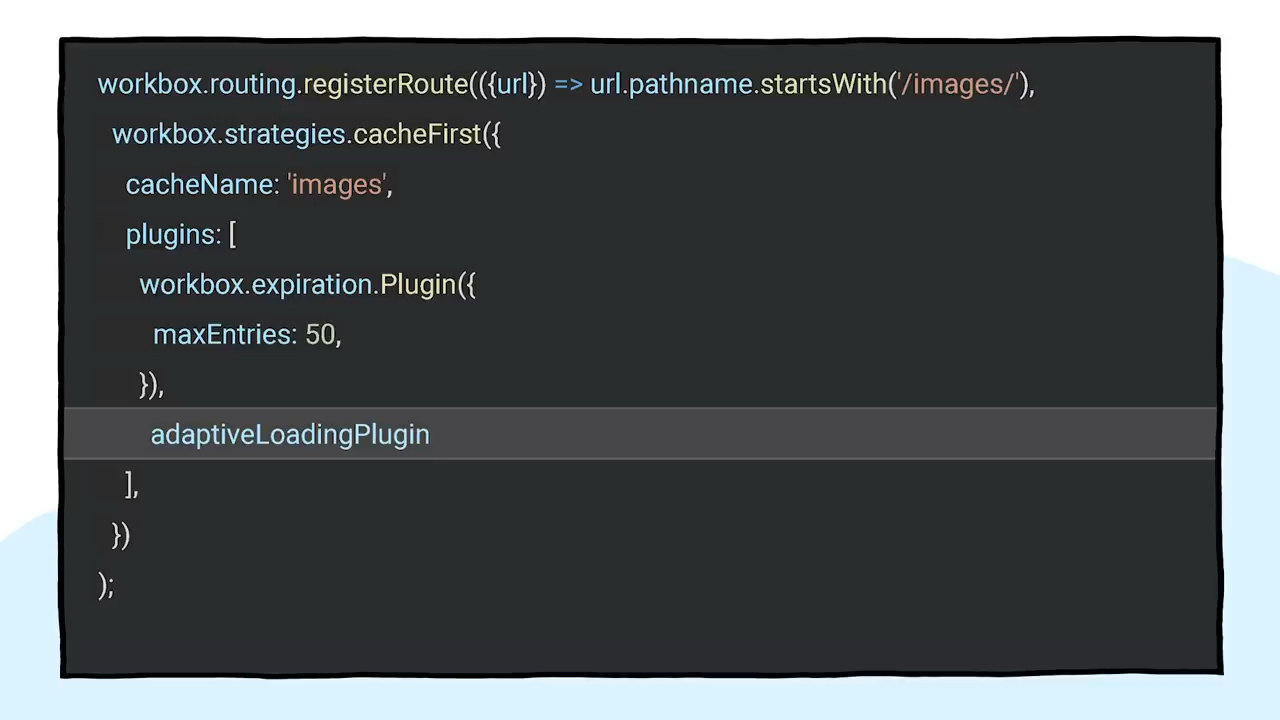 workbox.routing.registerRoute(({url}) => url.pathname.startsWith('/images/'),
workbox.strategies.cacheFirst({
cacheName: 'images',
plugins: [
workbox.expiration.Plugin({
maxEntries: 50,
}),
adaptiveLoadingPlugin
],
})
);